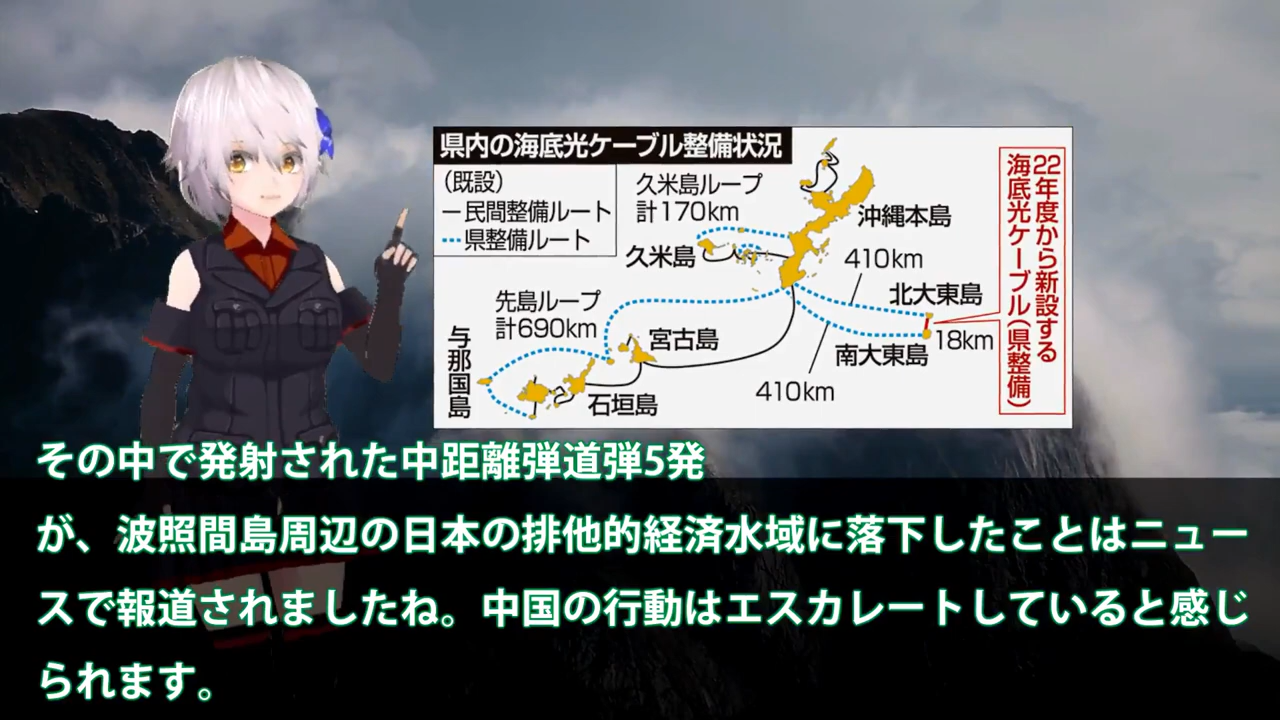 県内の海底光ケーブル整備状況
（既設）
民間整備ルート
県整備ルート
久米島ループ
計170km
久米島
沖縄本島
410km
北大東島
18km
南大東島
410km
先島ループ
計690km
宮古島
与那国島
石垣島
22年度から新設する
海底光ケーブル（県整備）
その中で発射された中距離弾道弾5発
が、波照間島周辺の日本の排他的経済水域に落下したことはニュー
スで報道されましたね。中国の行動はエスカレートしていると感じ
られます。